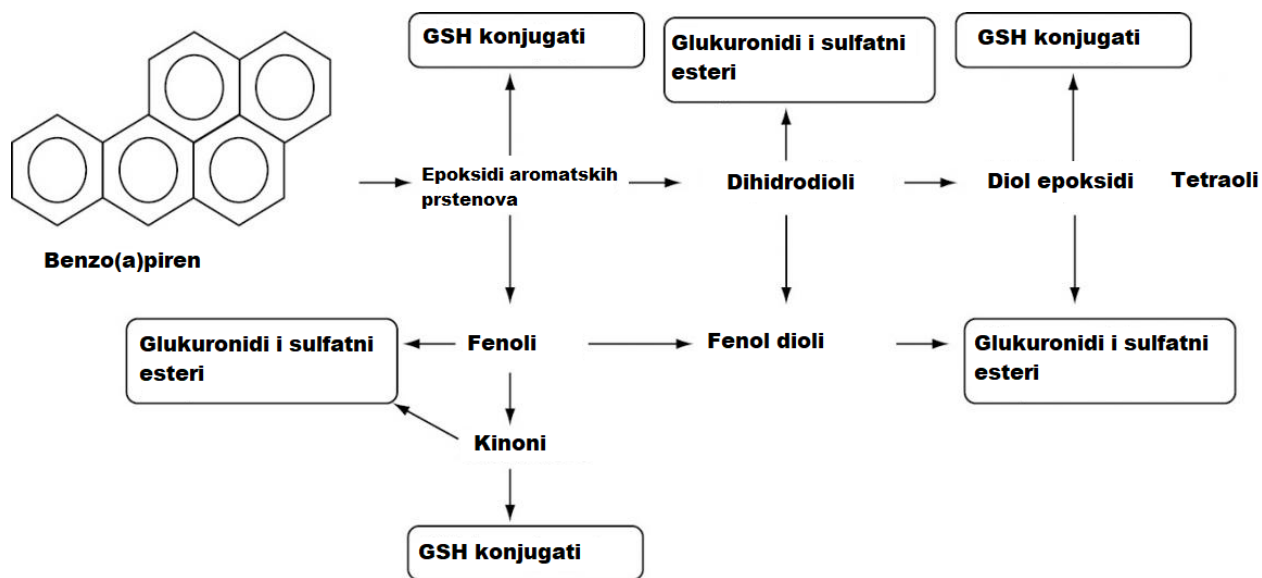 GSH konjugati
Glukuronidi i sulfatni
esteri
GSH konjugati
Epoksidi aromatskih
prstenova
Dihidrodioli
Diol epoksidi
Tetraoli
Benzo(a)piren
Glukuronidi i sulfatni
esteri
Fenoli
Fenol dioli
Glukuronidi i sulfatni
esteri
Kinoni
GSH konjugati